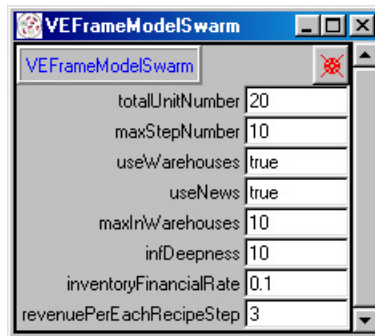 VEFrameModelSwarm
VEFrameModelSwarm
totalUnitNumber 20
maxStepNumber 10
useWarehouses true
useNews true
maxInWarehouses 10
infDeepness 10
inventoryFinancialRate 0.1
revenuePerEachRecipeStep 3